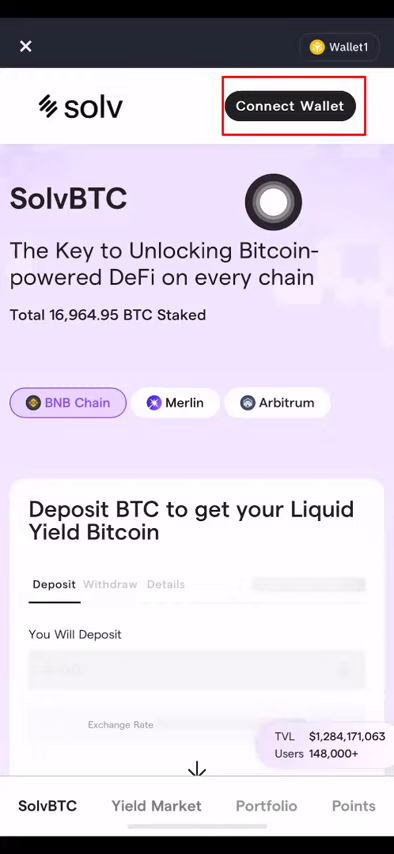 Wallet1
solv
Connect Wallet
SolvBTC
The Key to Unlocking Bitcoin-
powered DeFi on every chain
Total 16,964.95 BTC Staked
BNB Chain
Merlin
Arbitrum
Deposit BTC to get your Liquid
Yield Bitcoin
Deposit Withdraw Details
You Will Deposit
Exchange Rate
TVL $1,284,171,063
Users 148,000+
SolvBTC Yield Market Portfolio Points